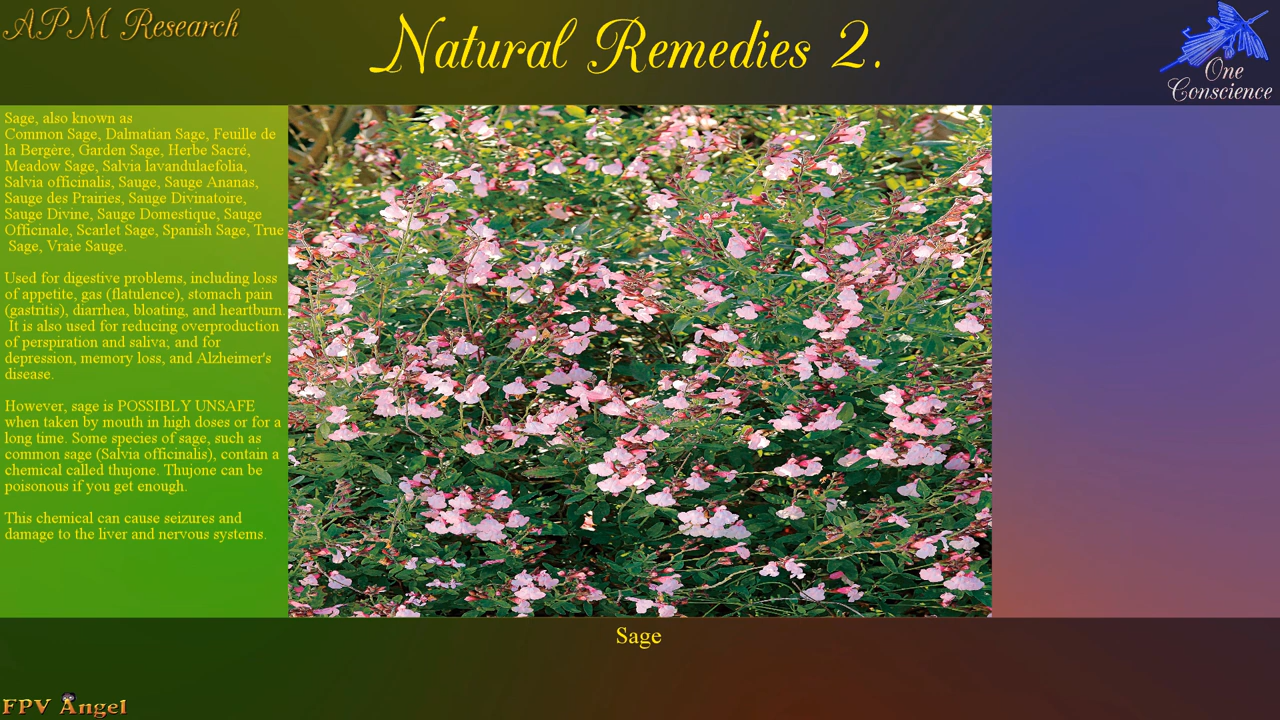 APM Research
Natural Remedies 2.
One
Conscience
Sage, also known as
Common Sage, Dalmatian Sage, Feuille de
la Bergère, Garden Sage, Herbe Sacré,
Meadow Sage, Salvia lavandulaefolia,
Salvia officinalis, Sauge, Sauge Ananas,
Sauge des Prairies, Sauge Divinatoire,
Sauge Divine, Sauge Domestique, Sauge
Officinale, Scarlet Sage, Spanish Sage, True
Sage, Vraie Sauge.
Used for digestive problems, including loss
of appetite, gas (flatulence), stomach pain
(gastritis), diarrhea, bloating, and heartburn.
It is also used for reducing overproduction
of perspiration and saliva; and for
depression, memory loss, and Alzheimer's
disease.
However, sage is POSSIBLY UNSAFE
when taken by mouth in high doses or for a
long time. Some species of sage, such as
common sage (Salvia officinalis), contain a
chemical called thujone. Thujone can be
poisonous if you get enough.
This chemical can cause seizures and
damage to the liver and nervous systems.
Sage
FPV Angel